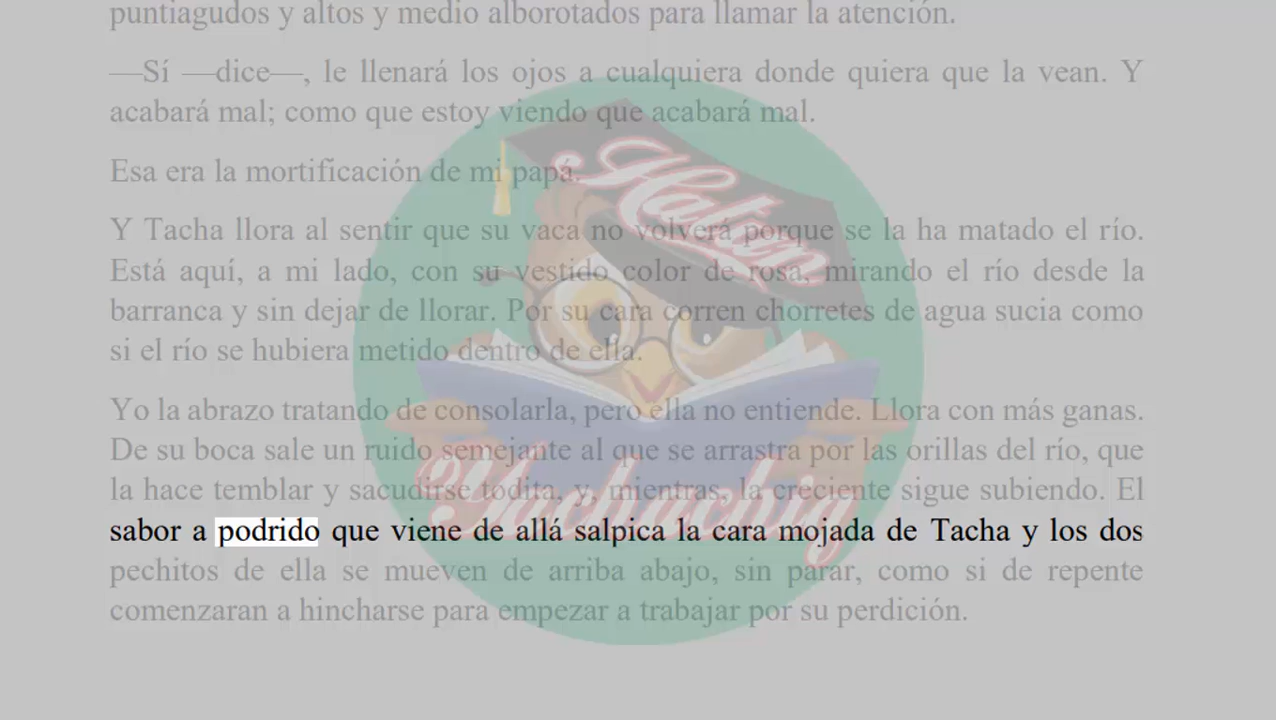 puntiagudos y altos y medio alborotados para llamar la atención.
—Sí —dice—, le llenará los ojos a cualquiera donde quiera que la vean. Y
acabará mal; como que estoy viendo que acabará mal.
Esa era la mortificación de mi papá.
Y Tacha llora al sentir que su vaca no volverá porque se la ha matado el río.
Está aquí, a mi lado, con su vestido color de rosa, mirando el río desde la
barranca y sin dejar de llorar. Por su cara corren chorretes de agua sucia como
si el río se hubiera metido dentro de ella.
Yo la abrazo tratando de consolarla, pero ella no entiende. Llora con más ganas.
De su boca sale un ruido semejante al que se arrastra por las orillas del río, que
la hace temblar y sacudirse todita, y, mientras, la creciente sigue subiendo. El
sabor a podrido que viene de allá salpica la cara mojada de Tacha y los dos
pechitos de ella se mueven de arriba abajo, sin parar, como si de repente
comenzaran a hincharse para empezar a trabajar por su perdición.
Hatun
@Yachachiq